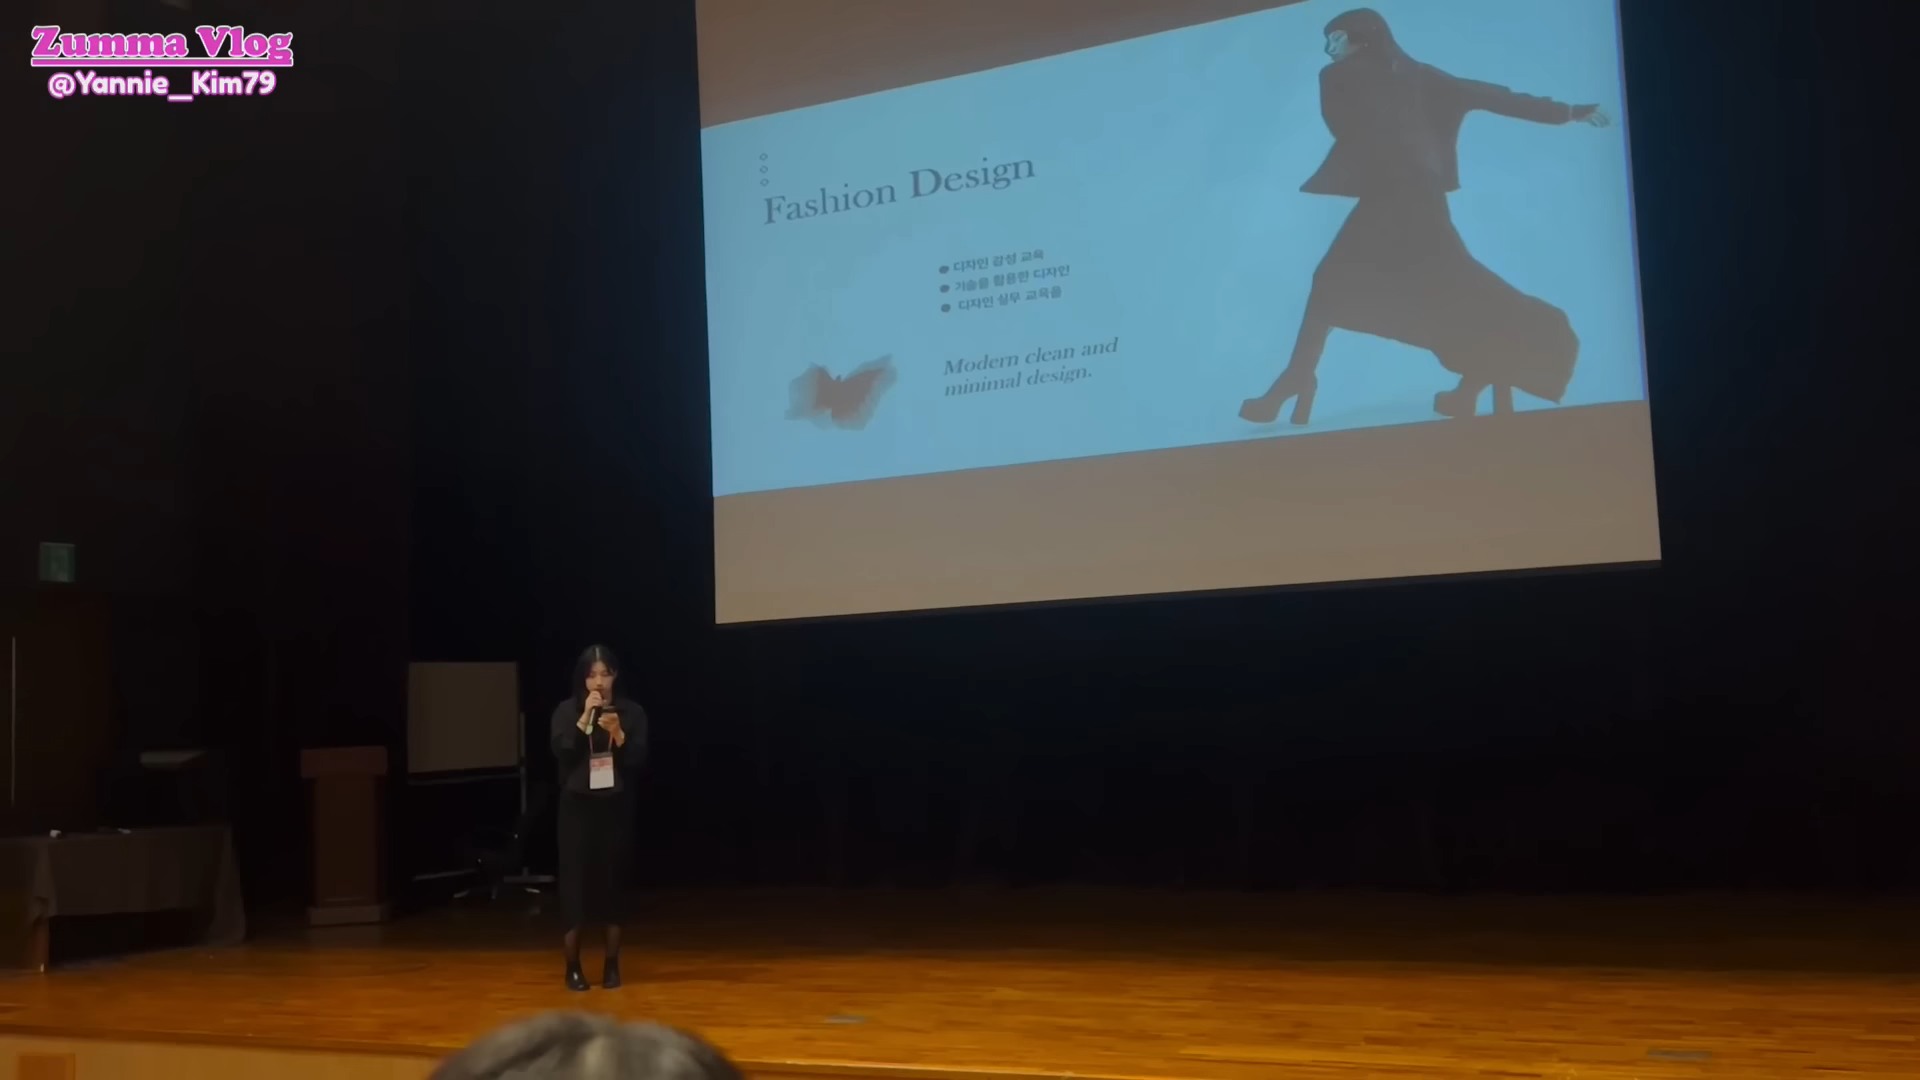 Zumma Vlog
@Yannie_Kim79
Fashion Design
디자인 감성 교육
기술을 활용한 디자인
디자인 실무 교육을
Modern clean and
minimal design.